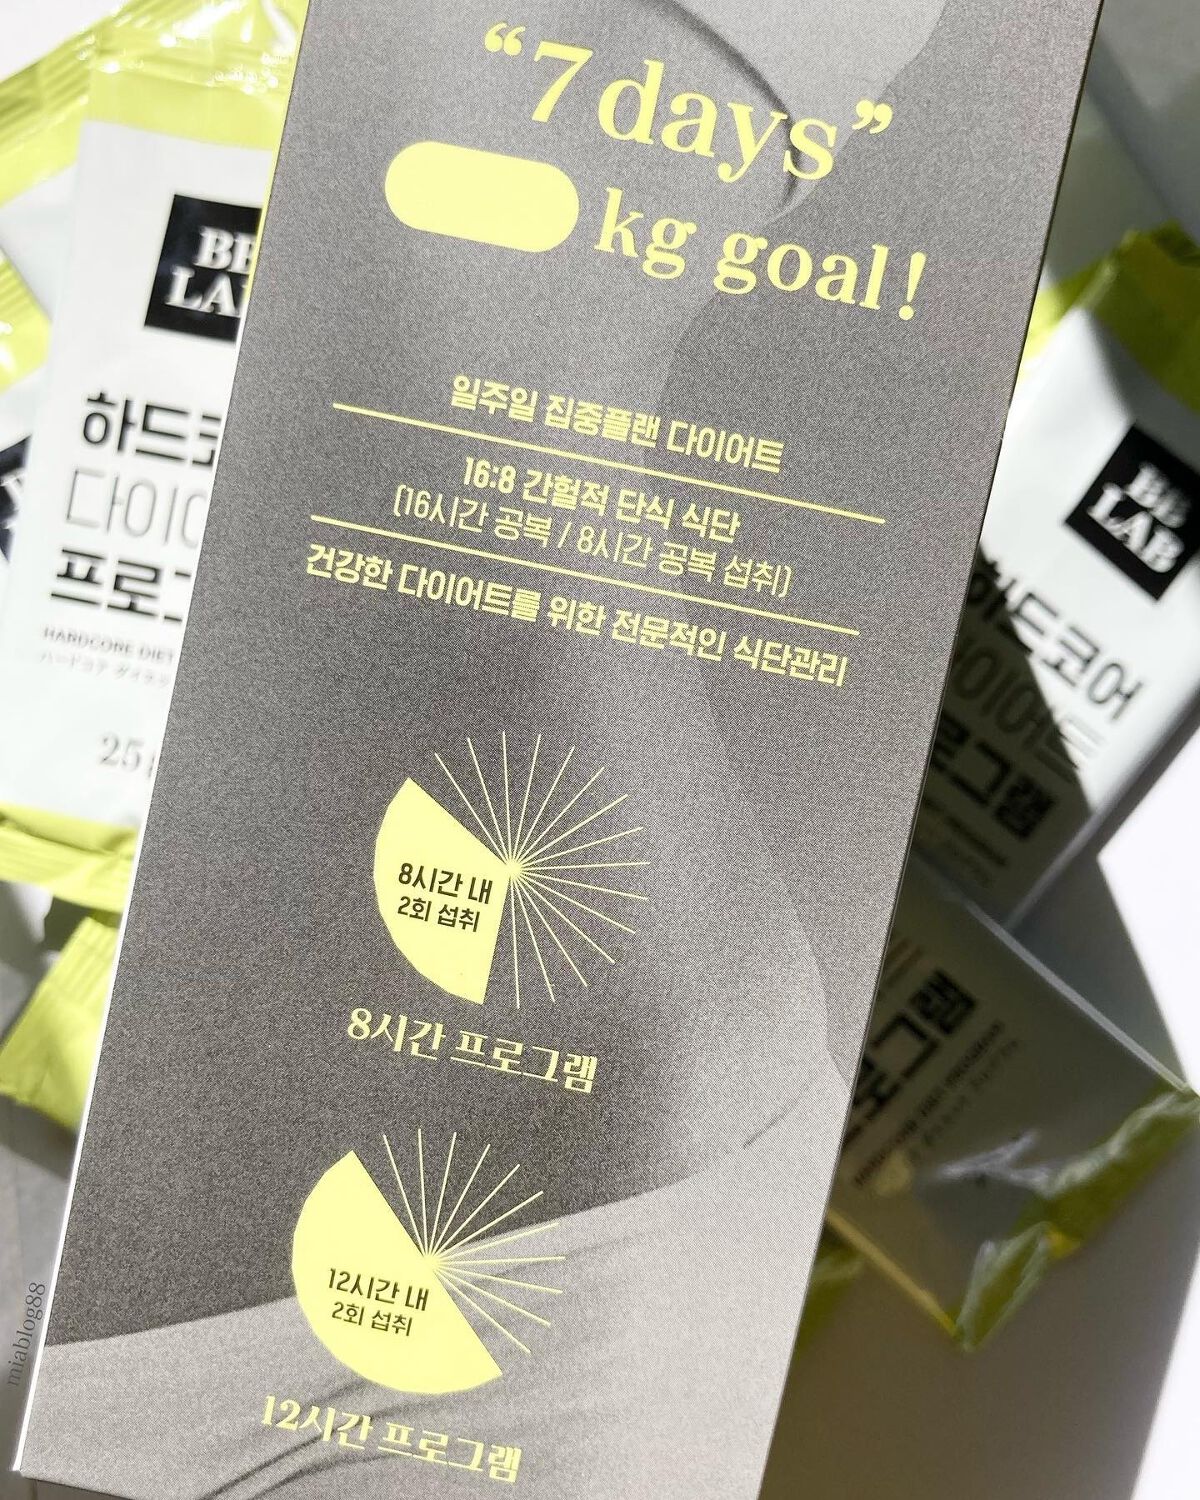 “7 days”
kg goal!
일주일 집중플랜 다이어트
16:8 간헐적 단식 식단
(16시간 공복 / 8시간 공복 섭취)
건강한 다이어트를 위한 전문적인 식단관리
8시간 내
2회 섭취
8시간 프로그램
12시간 내
2회 섭취
12시간 프로그램
LAB
하드코
다이어
프로그
HARDCORE DIET
25
BB
LAB
하드코어
다이어트
프로그램
miablog88